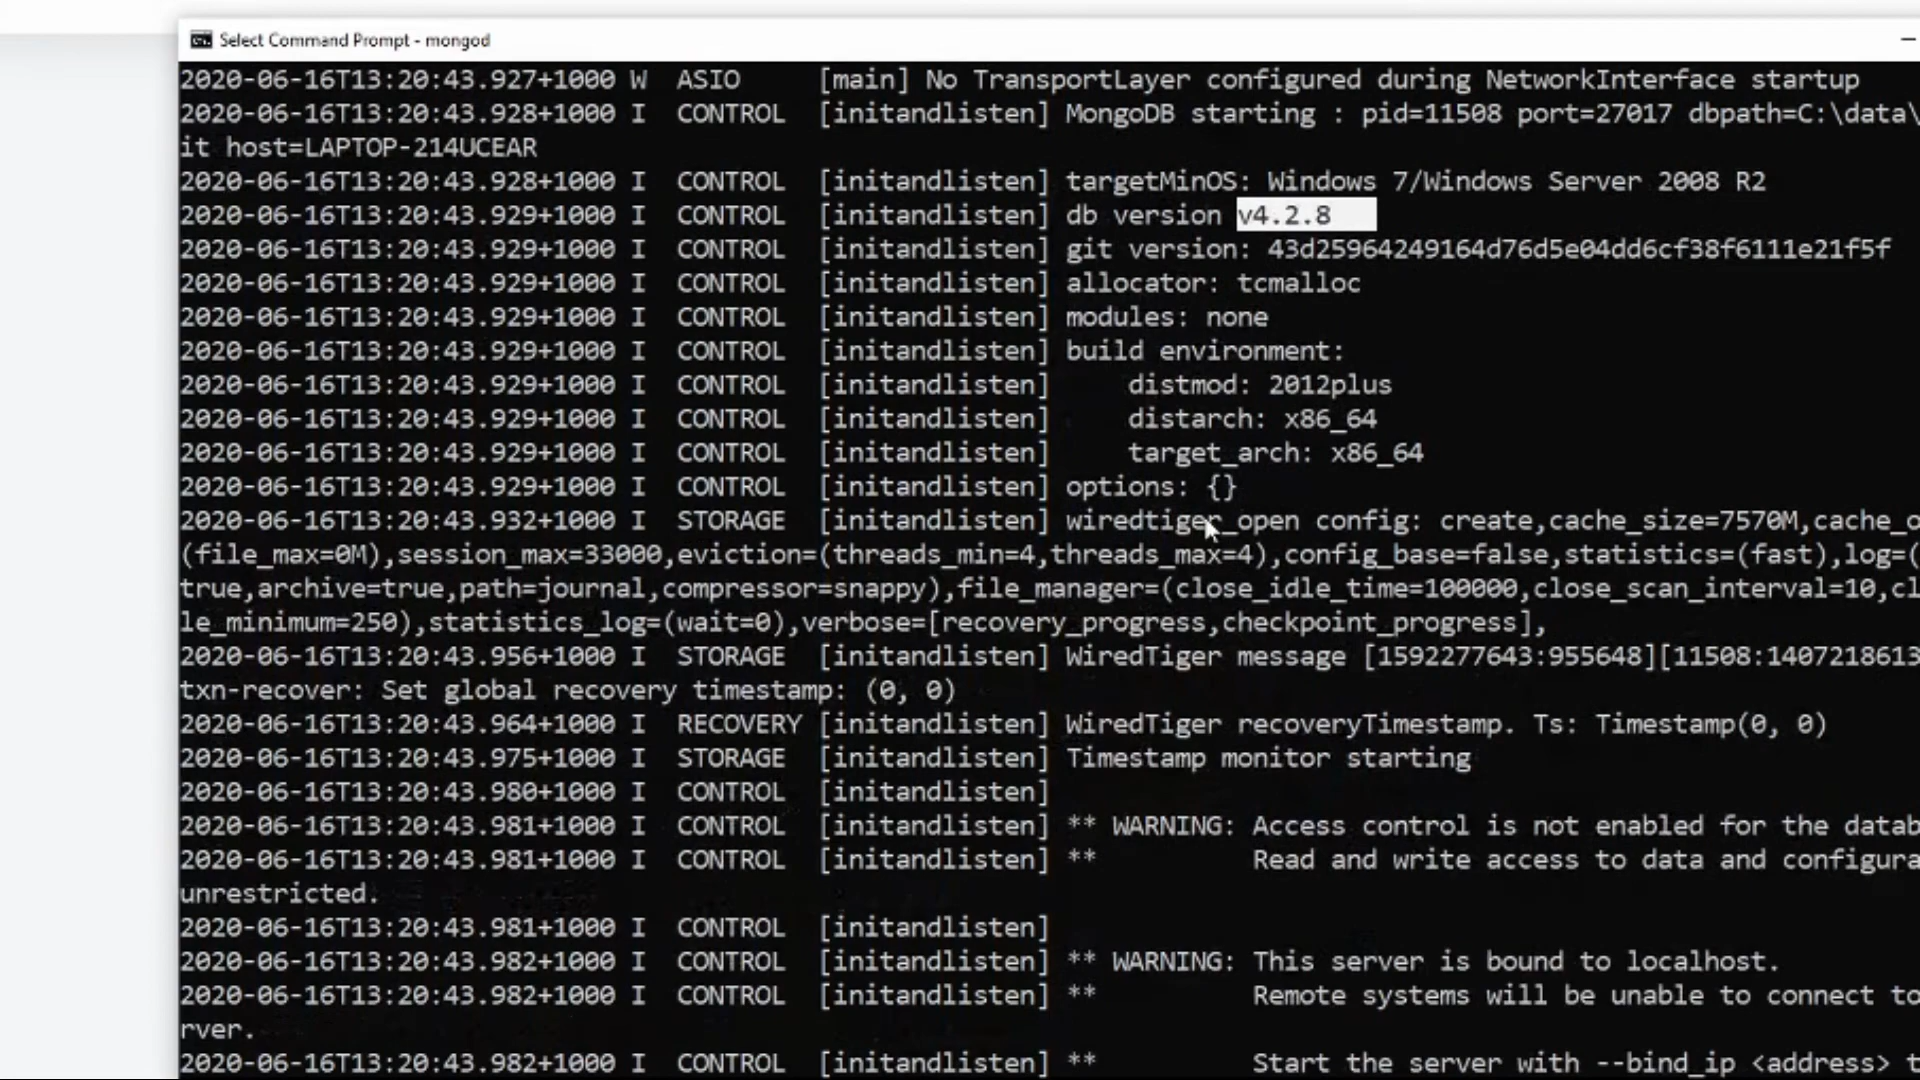 Select Command Prompt - mongod
2020-06-16T13:20:43.927+1000 W  ASIO     [main] No TransportLayer configured during NetworkInterface startup
2020-06-16T13:20:43.928+1000 I  CONTROL  [initandlisten] MongoDB starting : pid=11508 port=27017 dbpath=C:\data\
it host=LAPTOP-214UCEAR
2020-06-16T13:20:43.928+1000 I  CONTROL  [initandlisten] targetMinOS: Windows 7/Windows Server 2008 R2
2020-06-16T13:20:43.929+1000 I  CONTROL  [initandlisten] db version v4.2.8
2020-06-16T13:20:43.929+1000 I  CONTROL  [initandlisten] git version: 43d25964249164d76d5e04dd6cf38f6111e21f5f
2020-06-16T13:20:43.929+1000 I  CONTROL  [initandlisten] allocator: tcmalloc
2020-06-16T13:20:43.929+1000 I  CONTROL  [initandlisten] modules: none
2020-06-16T13:20:43.929+1000 I  CONTROL  [initandlisten] build environment:
2020-06-16T13:20:43.929+1000 I  CONTROL  [initandlisten]     distmod: 2012plus
2020-06-16T13:20:43.929+1000 I  CONTROL  [initandlisten]     distarch: x86_64
2020-06-16T13:20:43.929+1000 I  CONTROL  [initandlisten]     target_arch: x86_64
2020-06-16T13:20:43.929+1000 I  CONTROL  [initandlisten] options: {}
2020-06-16T13:20:43.932+1000 I  STORAGE  [initandlisten] wiredtiger_open config: create,cache_size=7570M,cache_o
(file_max=0M),session_max=33000,eviction=(threads_min=4,threads_max=4),config_base=false,statistics=(fast),log=(
true,archive=true,path=journal,compressor=snappy),file_manager=(close_idle_time=100000,close_scan_interval=10,cl
le_minimum=250),statistics_log=(wait=0),verbose=[recovery_progress,checkpoint_progress],
2020-06-16T13:20:43.956+1000 I  STORAGE  [initandlisten] WiredTiger message [1592277643:955648][11508:1407218613
txn-recover: Set global recovery timestamp: (0, 0)
2020-06-16T13:20:43.964+1000 I  RECOVERY [initandlisten] WiredTiger recoveryTimestamp. Ts: Timestamp(0, 0)
2020-06-16T13:20:43.975+1000 I  STORAGE  [initandlisten] Timestamp monitor starting
2020-06-16T13:20:43.980+1000 I  CONTROL  [initandlisten]
2020-06-16T13:20:43.981+1000 I  CONTROL  [initandlisten] ** WARNING: Access control is not enabled for the datab
2020-06-16T13:20:43.981+1000 I  CONTROL  [initandlisten] **          Read and write access to data and configura
unrestricted.
2020-06-16T13:20:43.981+1000 I  CONTROL  [initandlisten]
2020-06-16T13:20:43.982+1000 I  CONTROL  [initandlisten] ** WARNING: This server is bound to localhost.
2020-06-16T13:20:43.982+1000 I  CONTROL  [initandlisten] **          Remote systems will be unable to connect to
rver.
2020-06-16T13:20:43.982+1000 I  CONTROL  [initandlisten] **          Start the server with --bind_ip <address> t